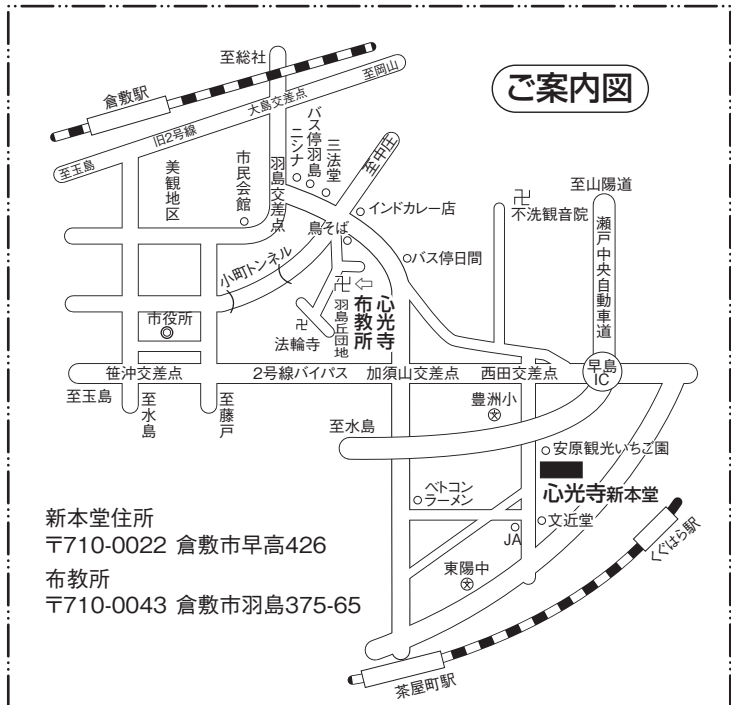 ご案内図
至総社
至岡山
倉敷駅
大島交差点
旧2号線
至玉島
美観地区
市民会館
羽島交差点
ニシナ
バス停羽島
三法堂
至中庄
インドカレー店
鳥そば
バス停日間
卍
不洗観音院
至山陽道
瀬戸中央自動車道
小町トンネル
卍
⇦
心光寺
布教所
羽島丘団地
卍
法輪寺
市役所
笹沖交差点
2号線バイパス
加須山交差点
西田交差点
早島
IC
至玉島
至水島
至藤戸
豊洲小
文
至水島
安原観光いちご園
心光寺新本堂
ベトコン
ラーメン
文近堂
JA
東陽中
文
くぐはら駅
茶屋町駅
新本堂住所
〒710-0022 倉敷市早高426
布教所
〒710-0043 倉敷市羽島375-65